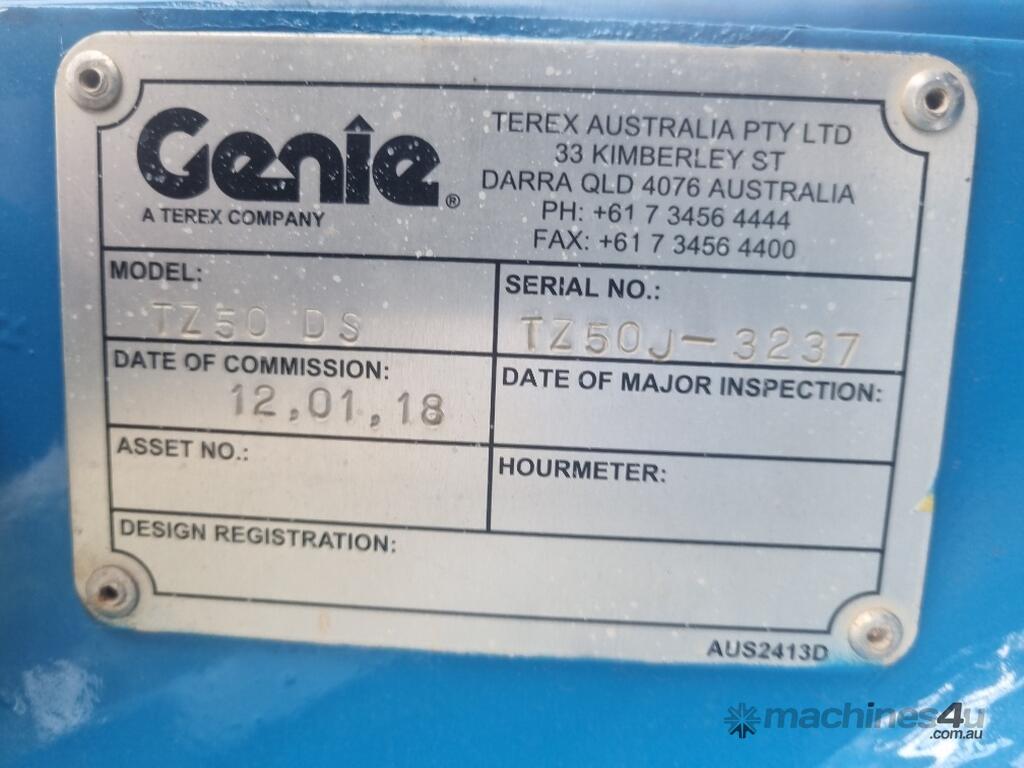 Genie®
A TEREX COMPANY
TEREX AUSTRALIA PTY LTD
33 KIMBERLEY ST
DARRA QLD 4076 AUSTRALIA
PH: +61 7 3456 4444
FAX: +61 7 3456 4400
MODEL:
TZ50 DS
SERIAL NO.:
TZ50J-3237
DATE OF COMMISSION:
12,01,18
DATE OF MAJOR INSPECTION:
ASSET NO.:
HOURMETER:
DESIGN REGISTRATION:
AUS2413D
machines4u
.com.au